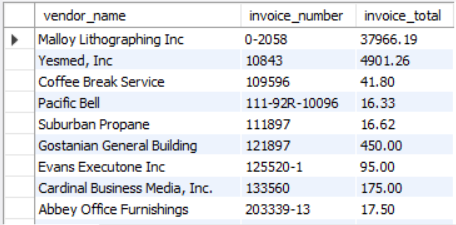 vendor_name invoice_number invoice_total
Malloy Lithographing Inc 0-2058 37966.19
Yesmed, Inc 10843 4901.26
Coffee Break Service 109596 41.80
Pacific Bell 111-92R-10096 16.33
Suburban Propane 111897 16.62
Gostanian General Building 121897 450.00
Evans Executone Inc 125520-1 95.00
Cardinal Business Media, Inc. 133560 175.00
Abbey Office Furnishings 203339-13 17.50